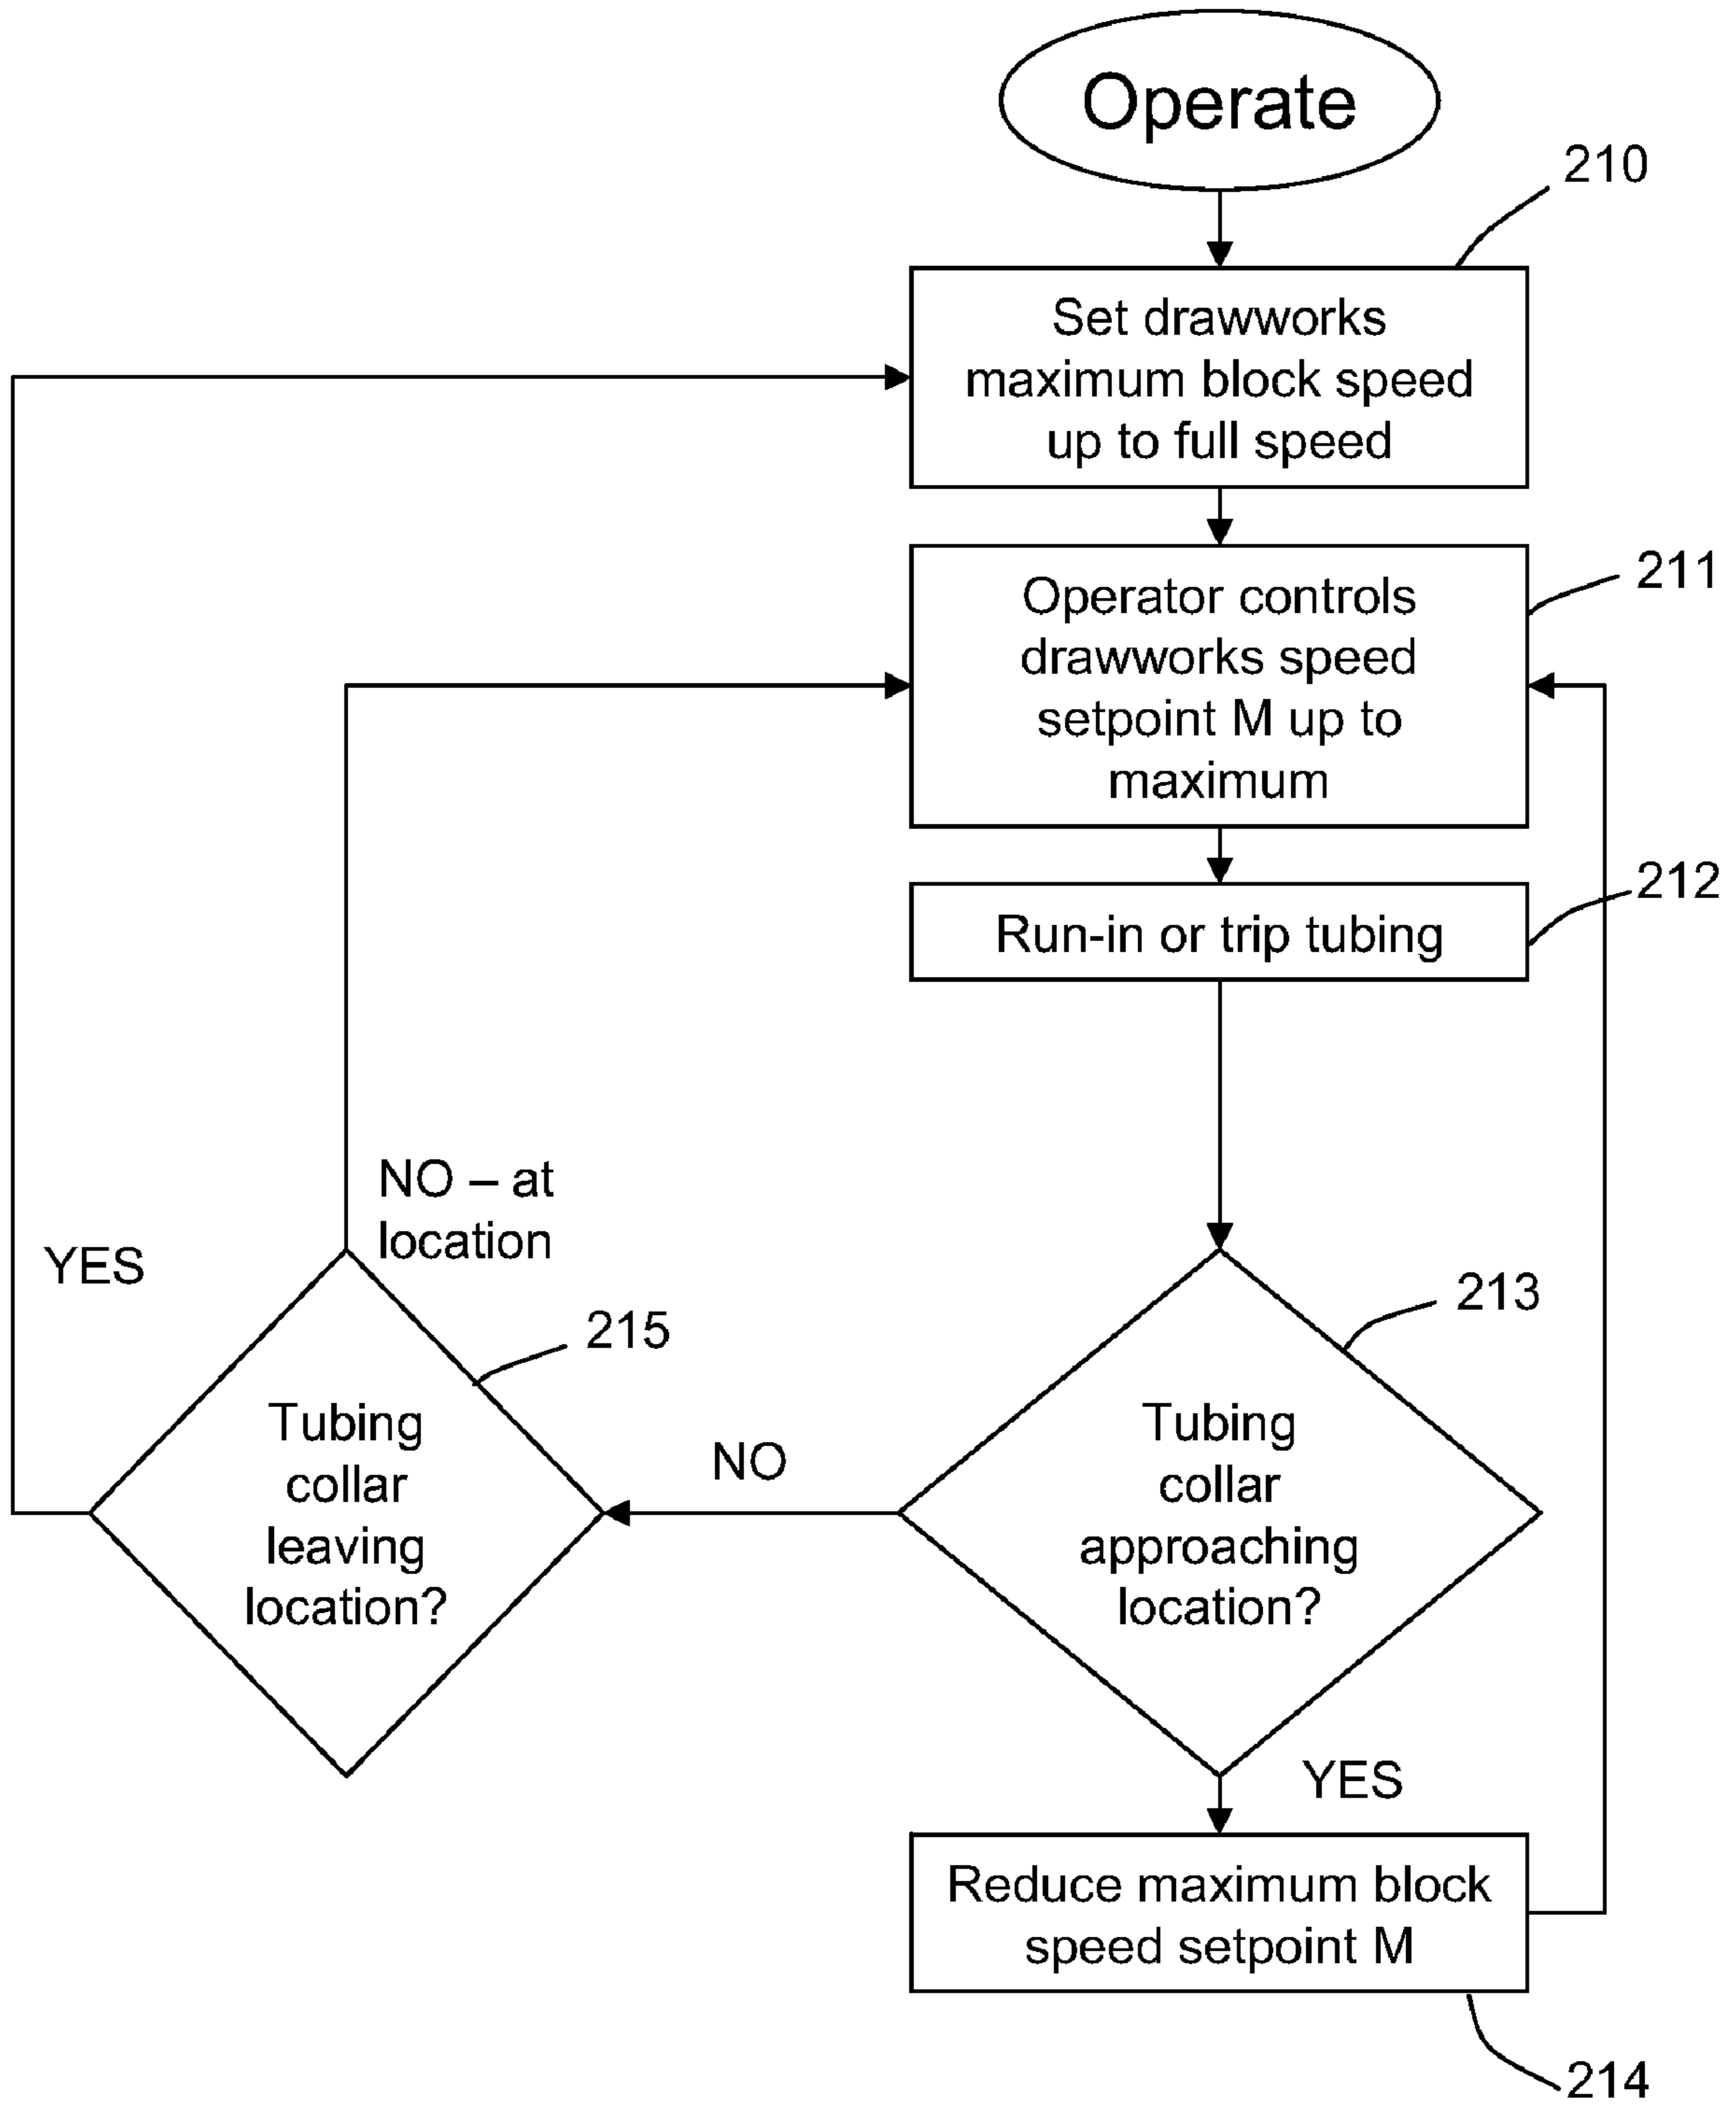 Operate
210
Set drawworks
maximum block speed
up to full speed
211
Operator controls
drawworks speed
setpoint M up to
maximum
212
Run-in or trip tubing
NO – at
location
YES
213
215
Tubing
collar
leaving
location?
NO
Tubing
collar
approaching
location?
YES
Reduce maximum block
speed setpoint M
214